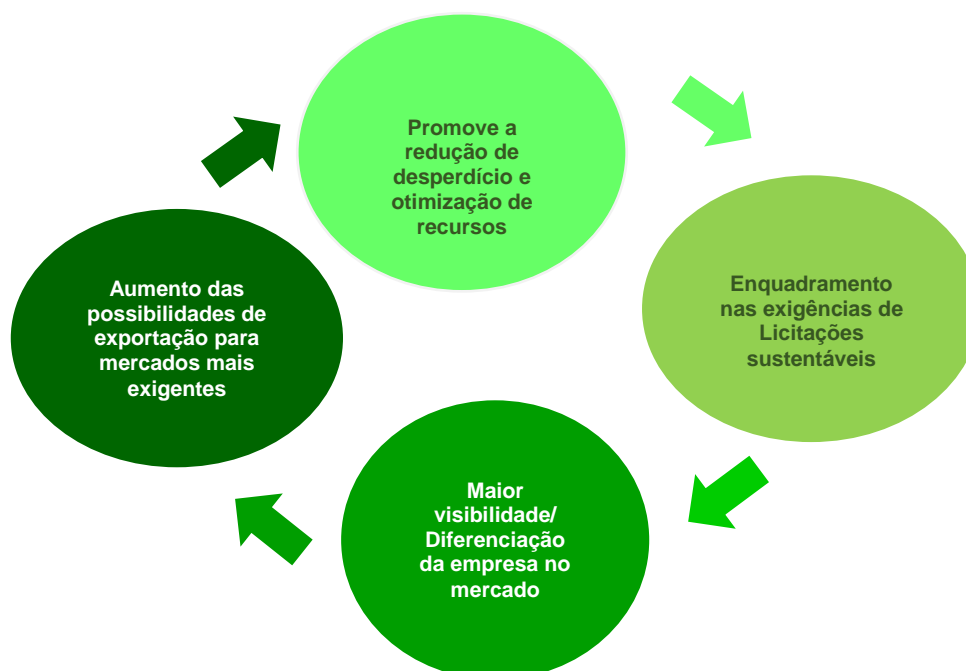 Promove a
redução de
desperdício e
otimização de
recursos
Enquadramento
nas exigências de
Licitações
sustentáveis
Maior
visibilidade/
Diferenciação
da empresa no
mercado
Aumento das
possibilidades de
exportação para
mercados mais
exigentes